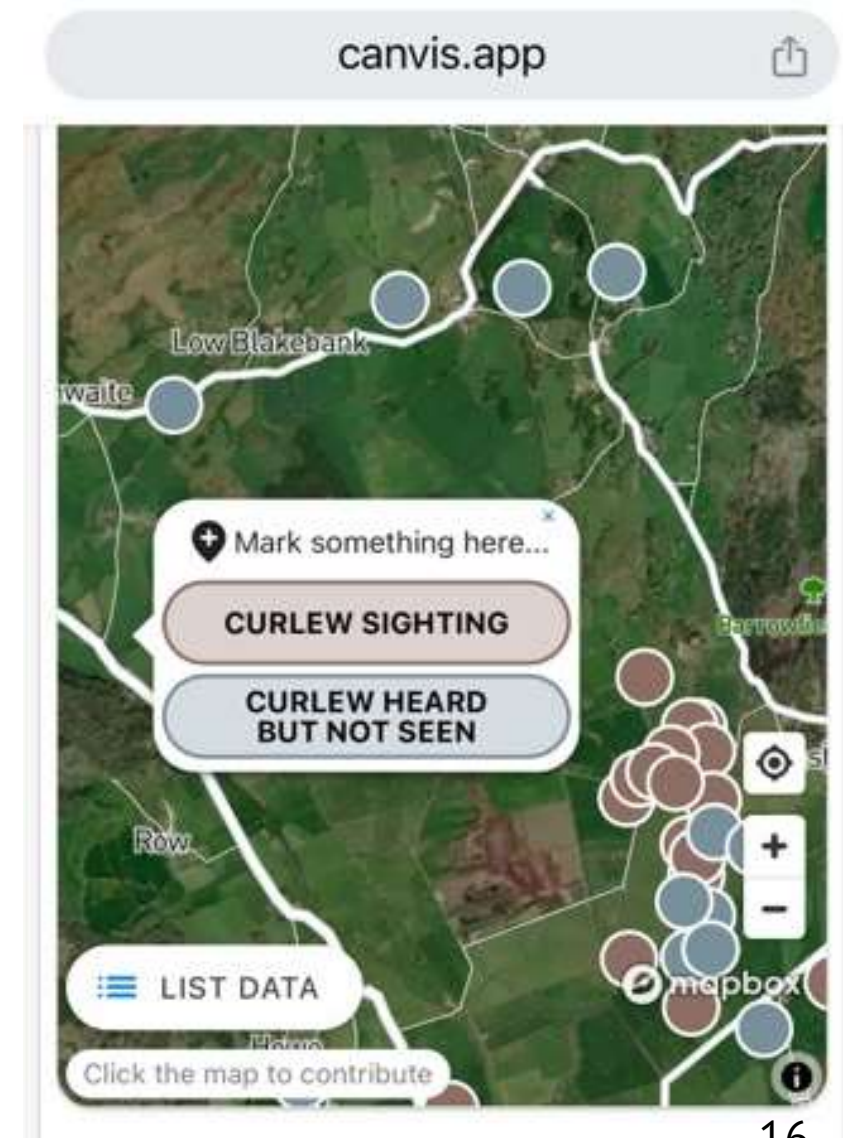 canvis.app
Low Blakebank
waite
Mark something here...
CURLEW SIGHTING
CURLEW HEARD
BUT NOT SEEN
Row
LIST DATA
mapbox
Howe
Click the map to contribute
16